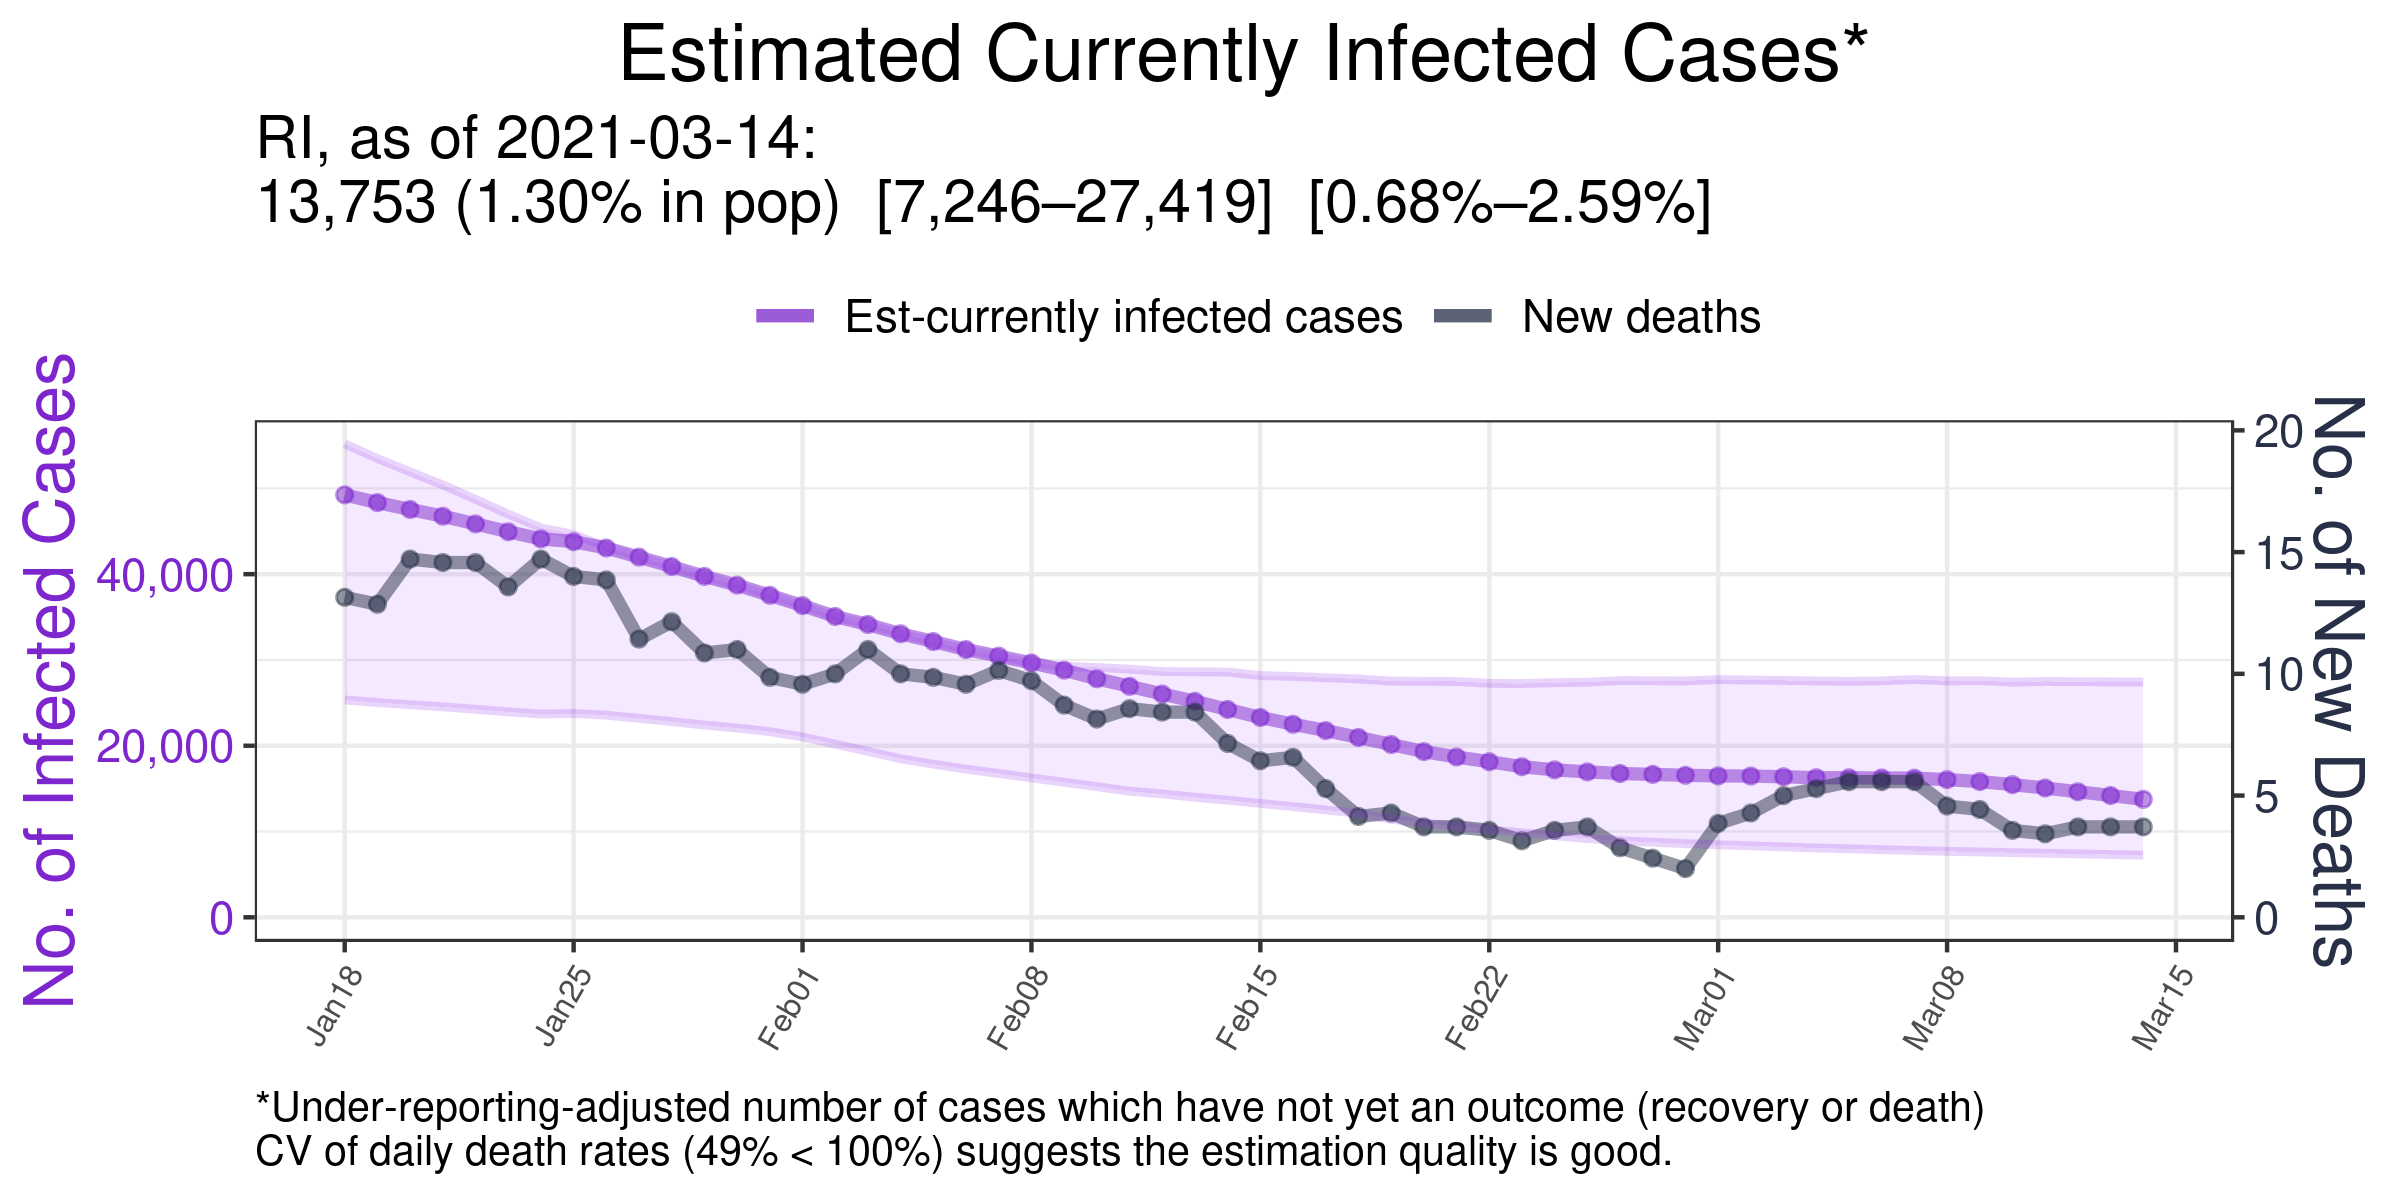 Estimated Currently Infected Cases*
RI, as of 2021-03-14:
13,753 (1.30% in pop)  [7,246–27,419]  [0.68%–2.59%]
Est-currently infected cases
New deaths
No. of Infected Cases
40,000
20,000
0
20
15
10
5
0
No. of New Deaths
Jan18
Jan25
Feb01
Feb08
Feb15
Feb22
Mar01
Mar08
Mar15
*Under-reporting-adjusted number of cases which have not yet an outcome (recovery or death)
CV of daily death rates (49% < 100%) suggests the estimation quality is good.